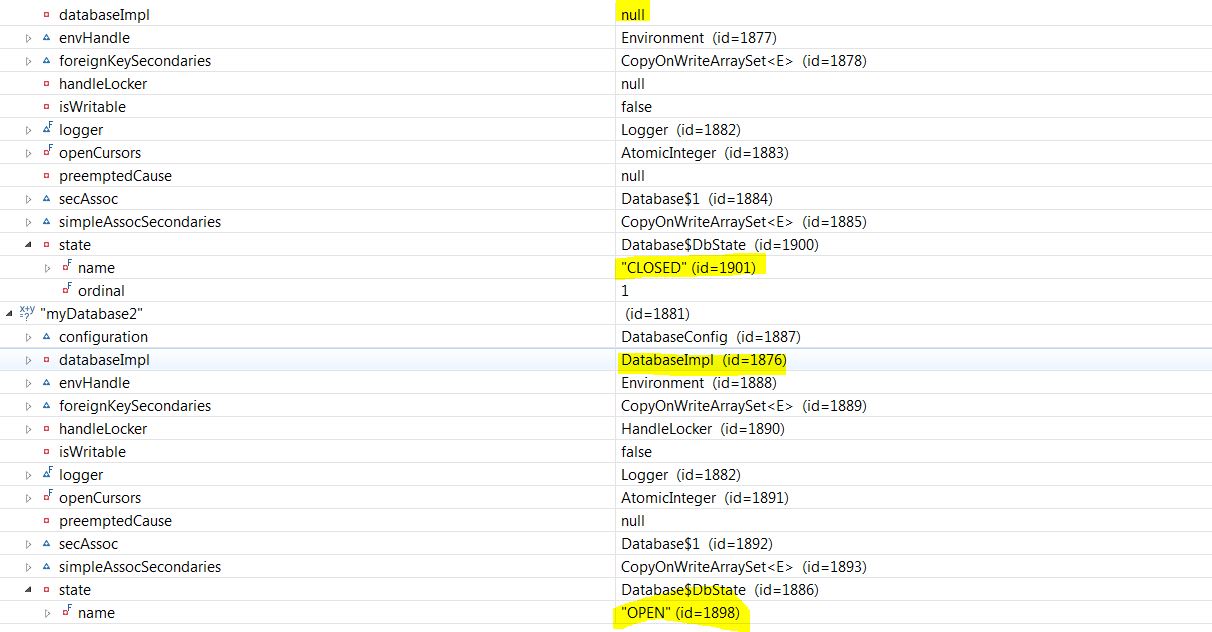 databaseImpl null
envHandle Environment (id=1877)
foreignKeySecondaries CopyOnWriteArraySet<E> (id=1878)
handleLocker null
isWritable false
F logger Logger (id=1882)
F openCursors AtomicInteger (id=1883)
preemptedCause null
secAssoc Database$1 (id=1884)
simpleAssocSecondaries CopyOnWriteArraySet<E> (id=1885)
state Database$DbState (id=1900)
F name "CLOSED" (id=1901)
F ordinal 1
x+y =? "myDatabase2" (id=1881)
configuration DatabaseConfig (id=1887)
databaseImpl DatabaseImpl (id=1876)
envHandle Environment (id=1888)
foreignKeySecondaries CopyOnWriteArraySet<E> (id=1889)
handleLocker HandleLocker (id=1890)
isWritable false
F logger Logger (id=1882)
F openCursors AtomicInteger (id=1891)
preemptedCause null
secAssoc Database$1 (id=1892)
simpleAssocSecondaries CopyOnWriteArraySet<E> (id=1893)
state Database$DbState (id=1886)
F name "OPEN" (id=1898)